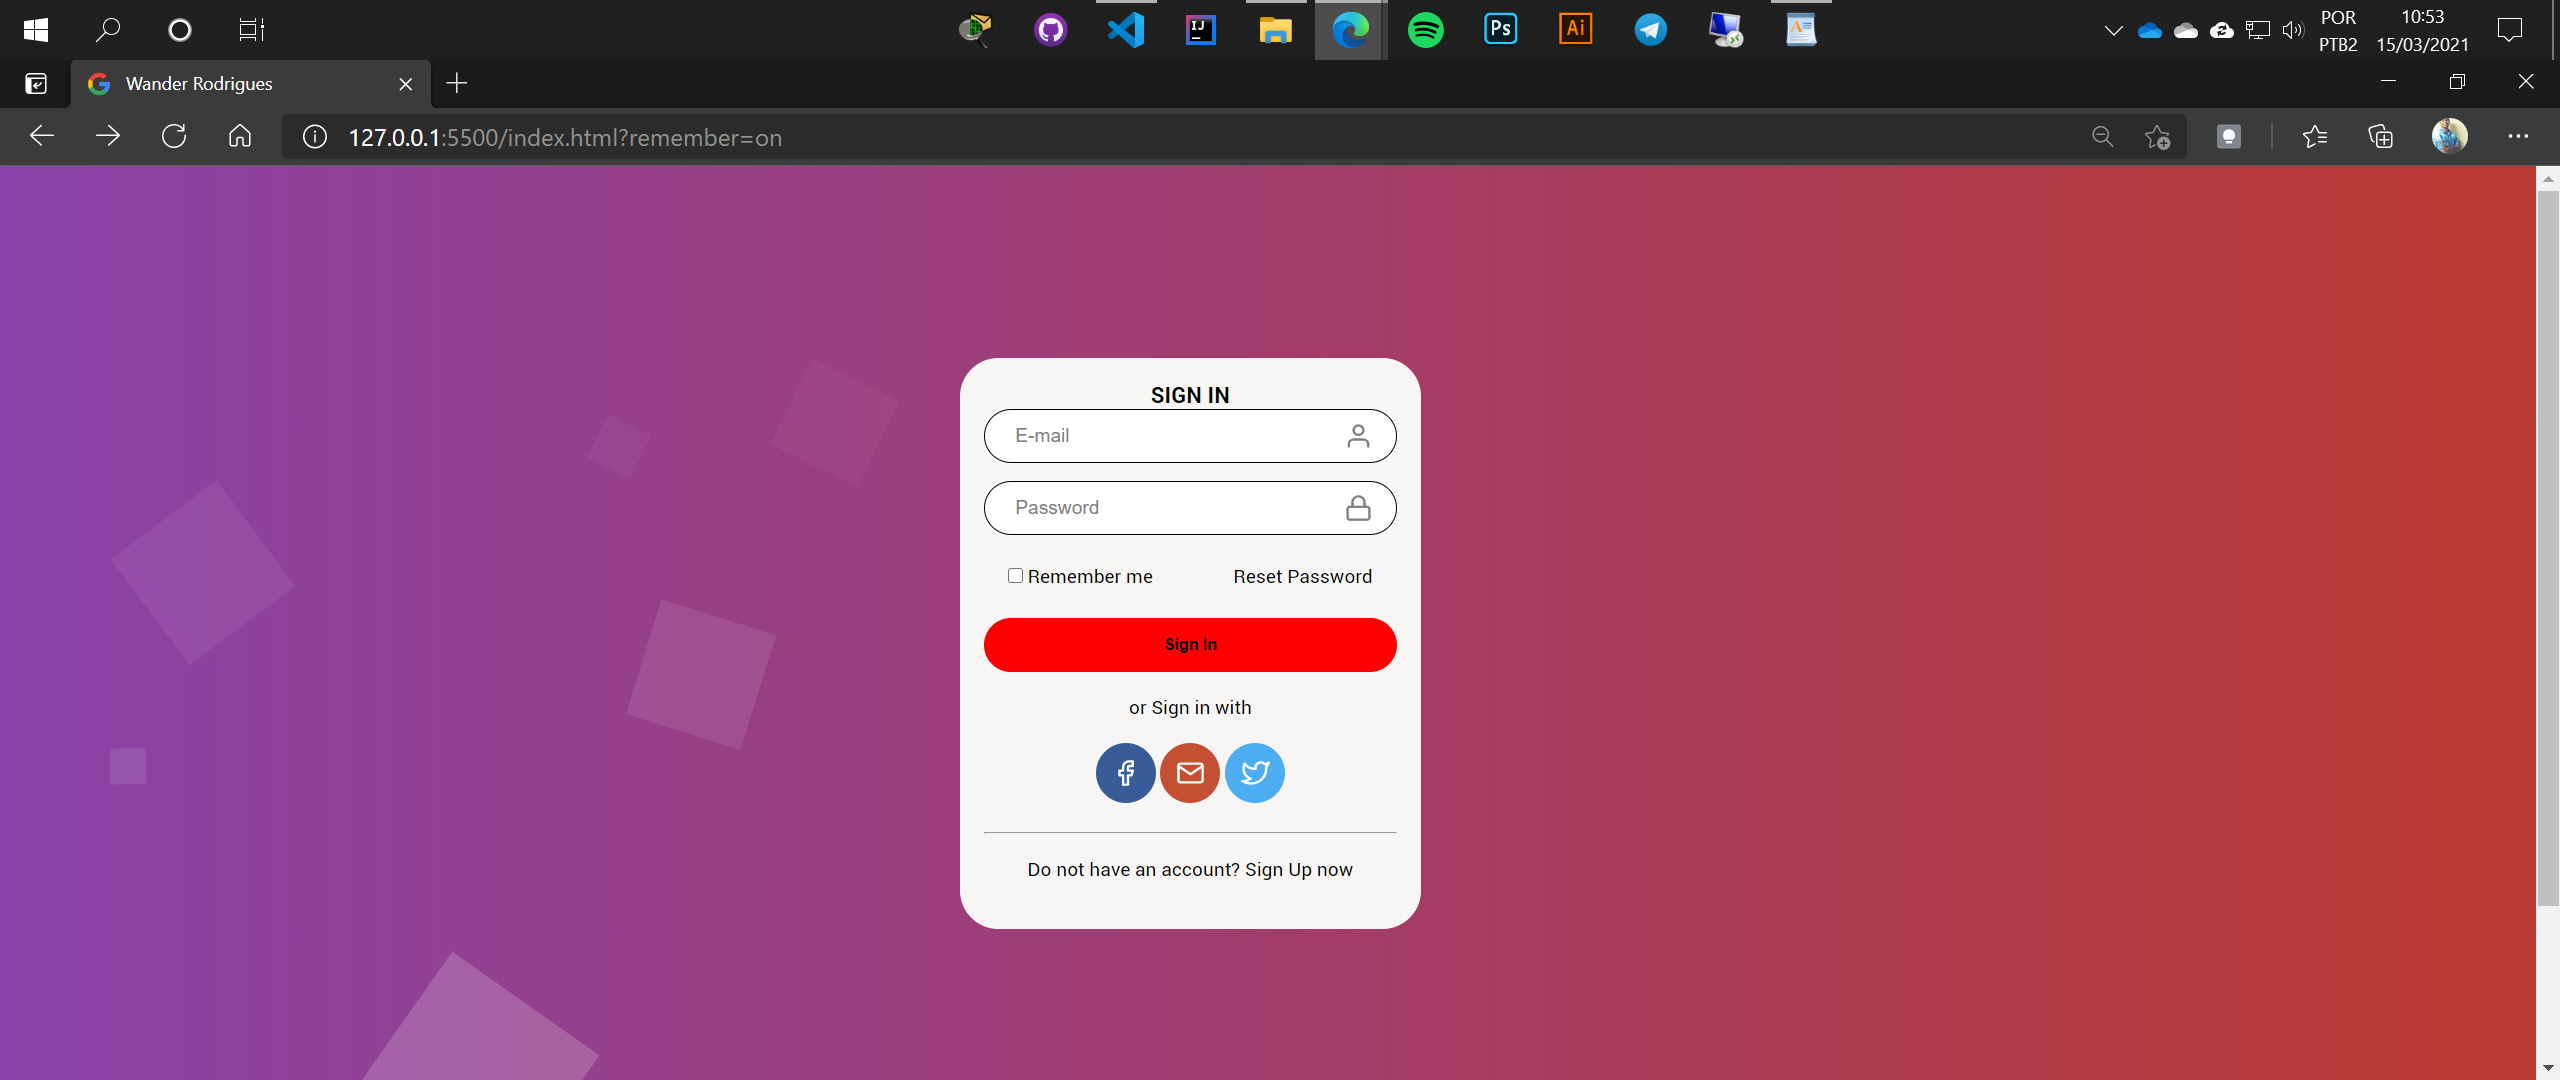 IJ
Ps
Ai
POR
PTB2
10:53
15/03/2021
Wander Rodrigues
127.0.0.1:5500/index.html?remember=on
SIGN IN
E-mail
Password
Remember me
Reset Password
Sign In
or Sign in with
Do not have an account? Sign Up now